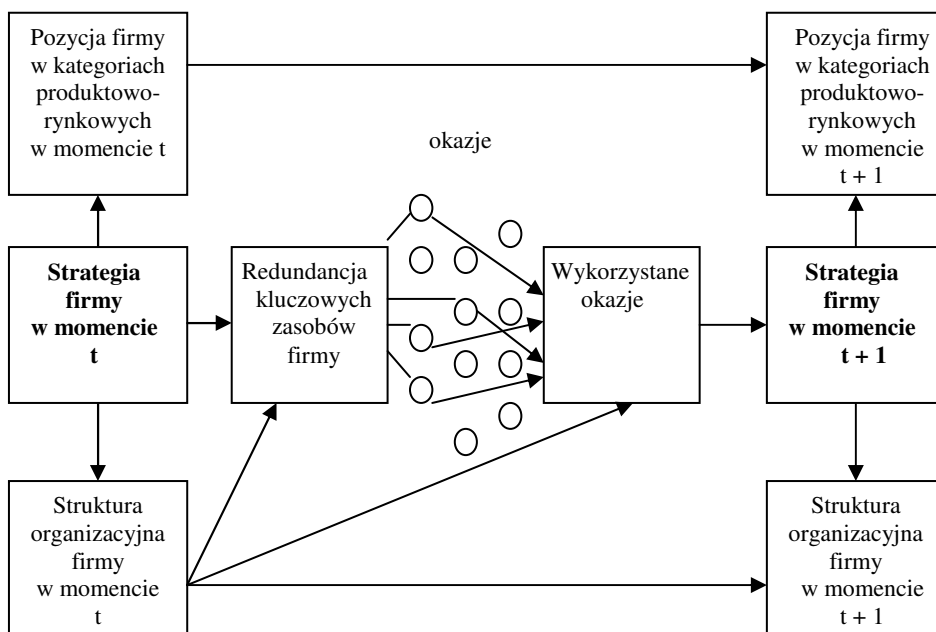 Pozycja firmy
w kategoriach
produktowo-
rynkowych
w momencie t
Pozycja firmy
w kategoriach
produktowo-
rynkowych
w momencie
t + 1
okazje
Strategia
firmy
w momencie
t
Redundancja
kluczowych
zasobów
firmy
Wykorzystane
okazje
Strategia
firmy
w momencie
t + 1
Struktura
organizacyjna
firmy
w momencie
t
Struktura
organizacyjna
firmy
w momencie
t + 1